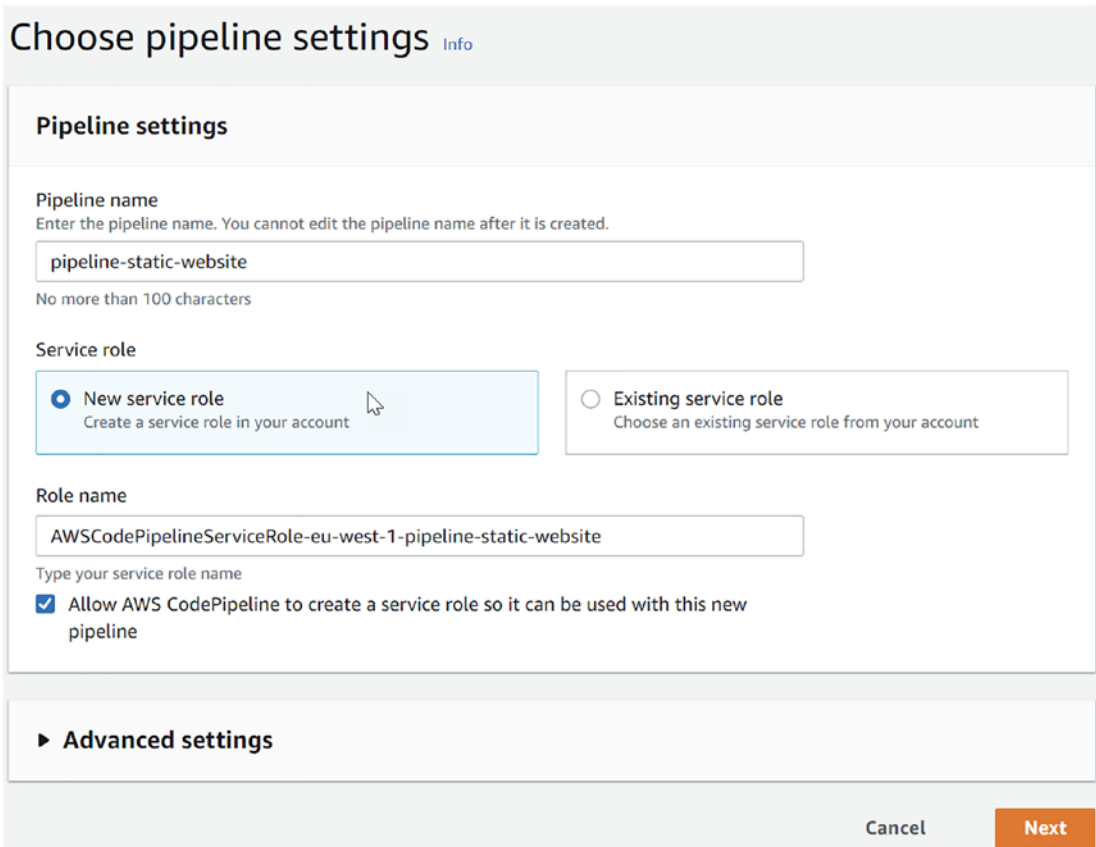 Choose pipeline settings Info
Pipeline settings
Pipeline name
Enter the pipeline name. You cannot edit the pipeline name after it is created.
pipeline-static-website
No more than 100 characters
Service role
New service role
Create a service role in your account
Existing service role
Choose an existing service role from your account
Role name
AWSCodePipelineServiceRole-eu-west-1-pipeline-static-website
Type your service role name
Allow AWS CodePipeline to create a service role so it can be used with this new
pipeline
Advanced settings
Cancel
Next